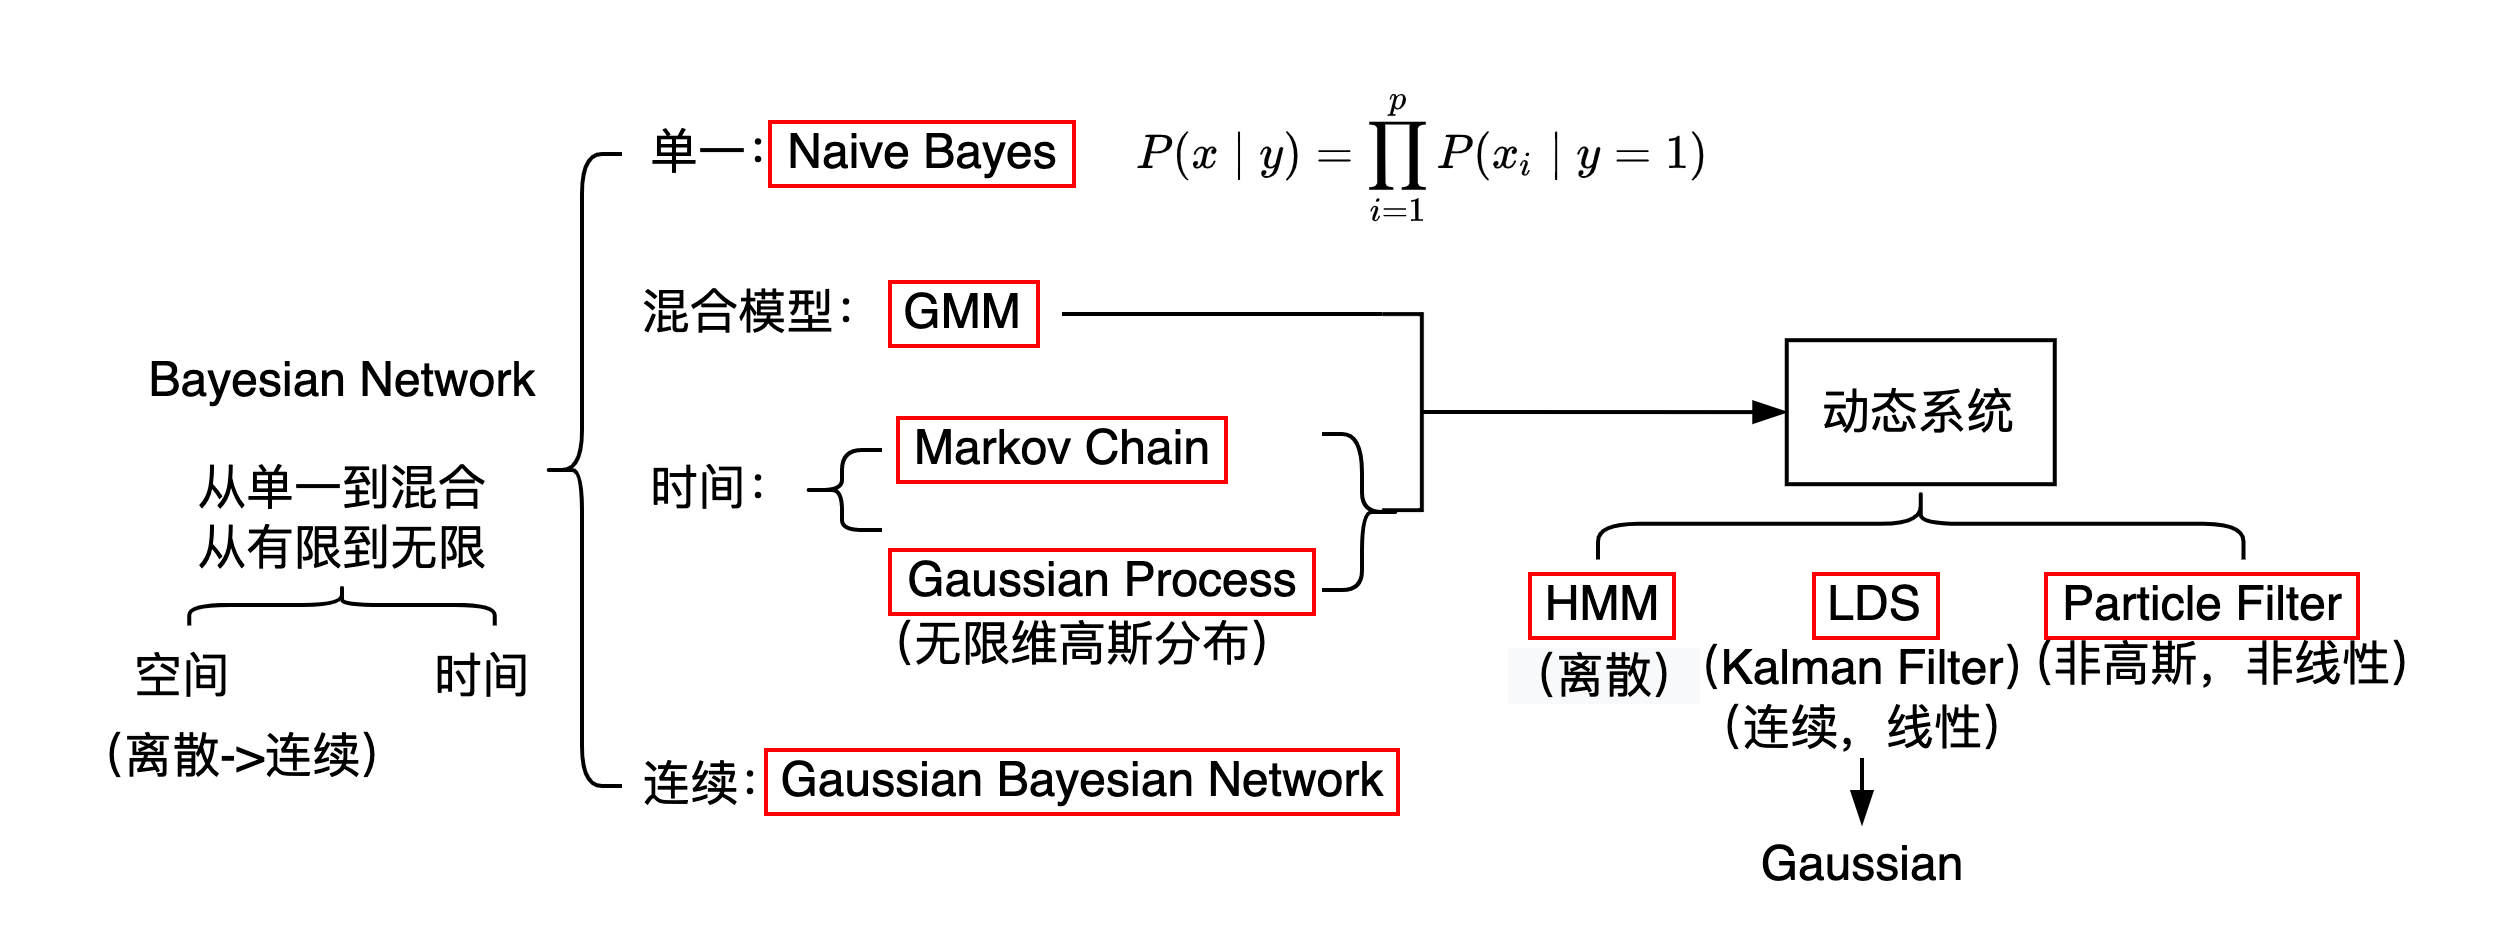 Bayesian Network
从单一到混合
从有限到无限
空间
时间
(离散->连续)
单一：Naive Bayes
P(x | y) = ∏_{i=1}^{p} P(x_i | y = 1)
混合模型： GMM
时间：
Markov Chain
Gaussian Process
(无限维高斯分布)
连续：Gaussian Bayesian Network
动态系统
HMM
(离散)
LDS
(Kalman Filter)
(连续，线性)
Gaussian
Particle Filter
(非高斯，非线性)